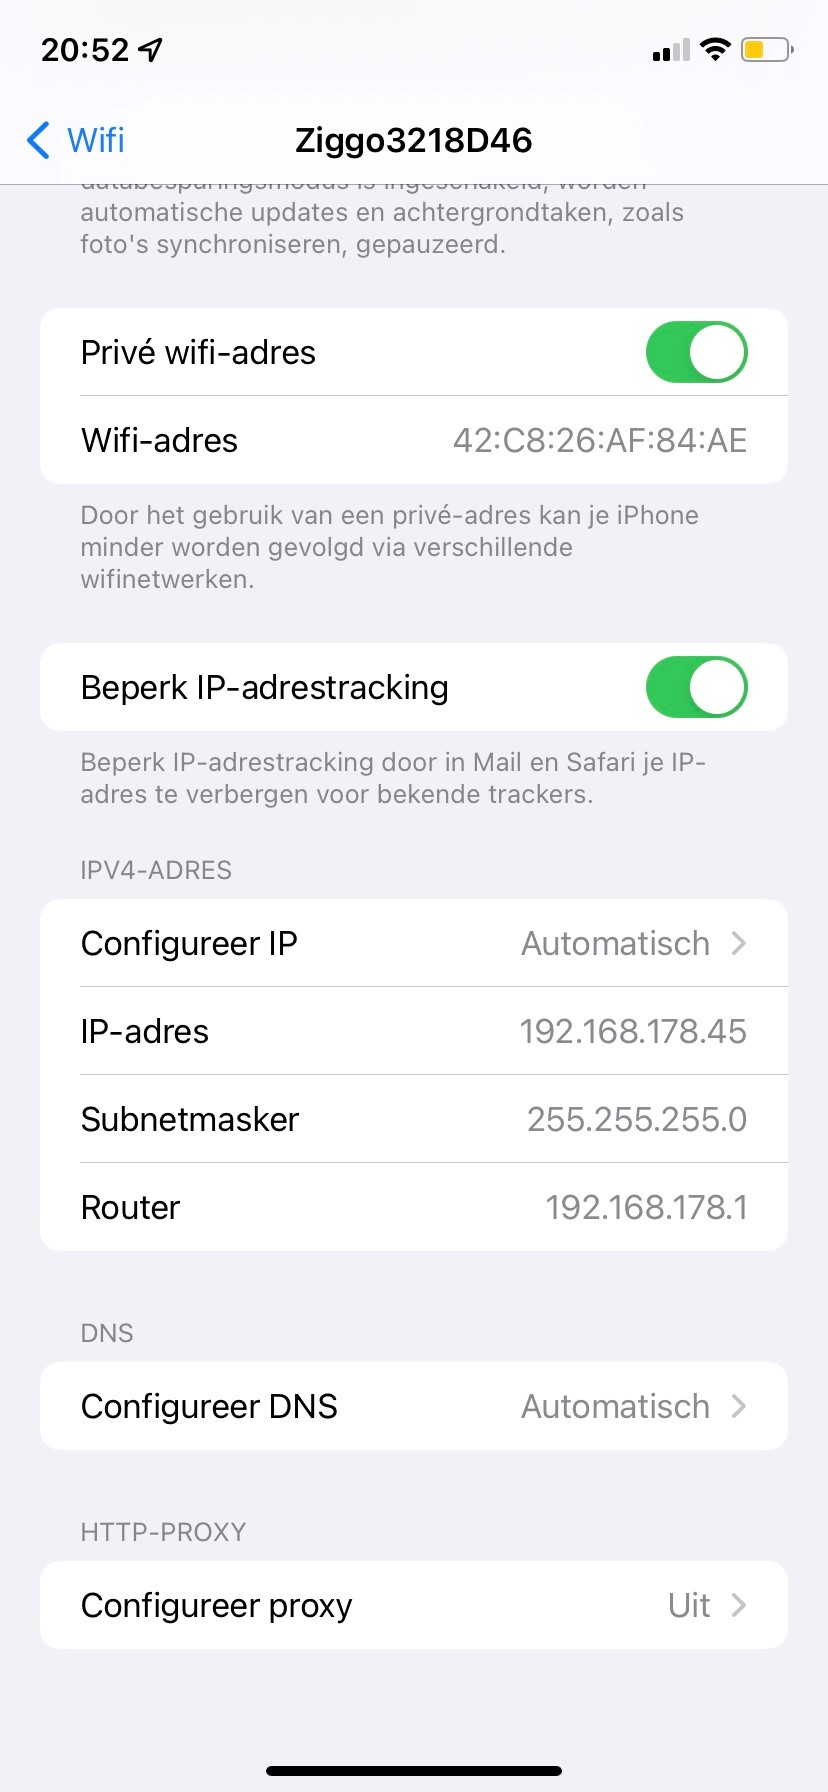 20:52
Wifi
Ziggo3218D46
databesparingsmodus is ingeschakeld, worden
automatische updates en achtergrondtaken, zoals
foto's synchroniseren, gepauzeerd.
Privé wifi-adres
Wifi-adres 42:C8:26:AF:84:AE
Door het gebruik van een privé-adres kan je iPhone
minder worden gevolgd via verschillende
wifinetwerken.
Beperk IP-adrestracking
Beperk IP-adrestracking door in Mail en Safari je IP-
adres te verbergen voor bekende trackers.
IPV4-ADRES
Configureer IP Automatisch
IP-adres 192.168.178.45
Subnetmasker 255.255.255.0
Router 192.168.178.1
DNS
Configureer DNS Automatisch
HTTP-PROXY
Configureer proxy Uit